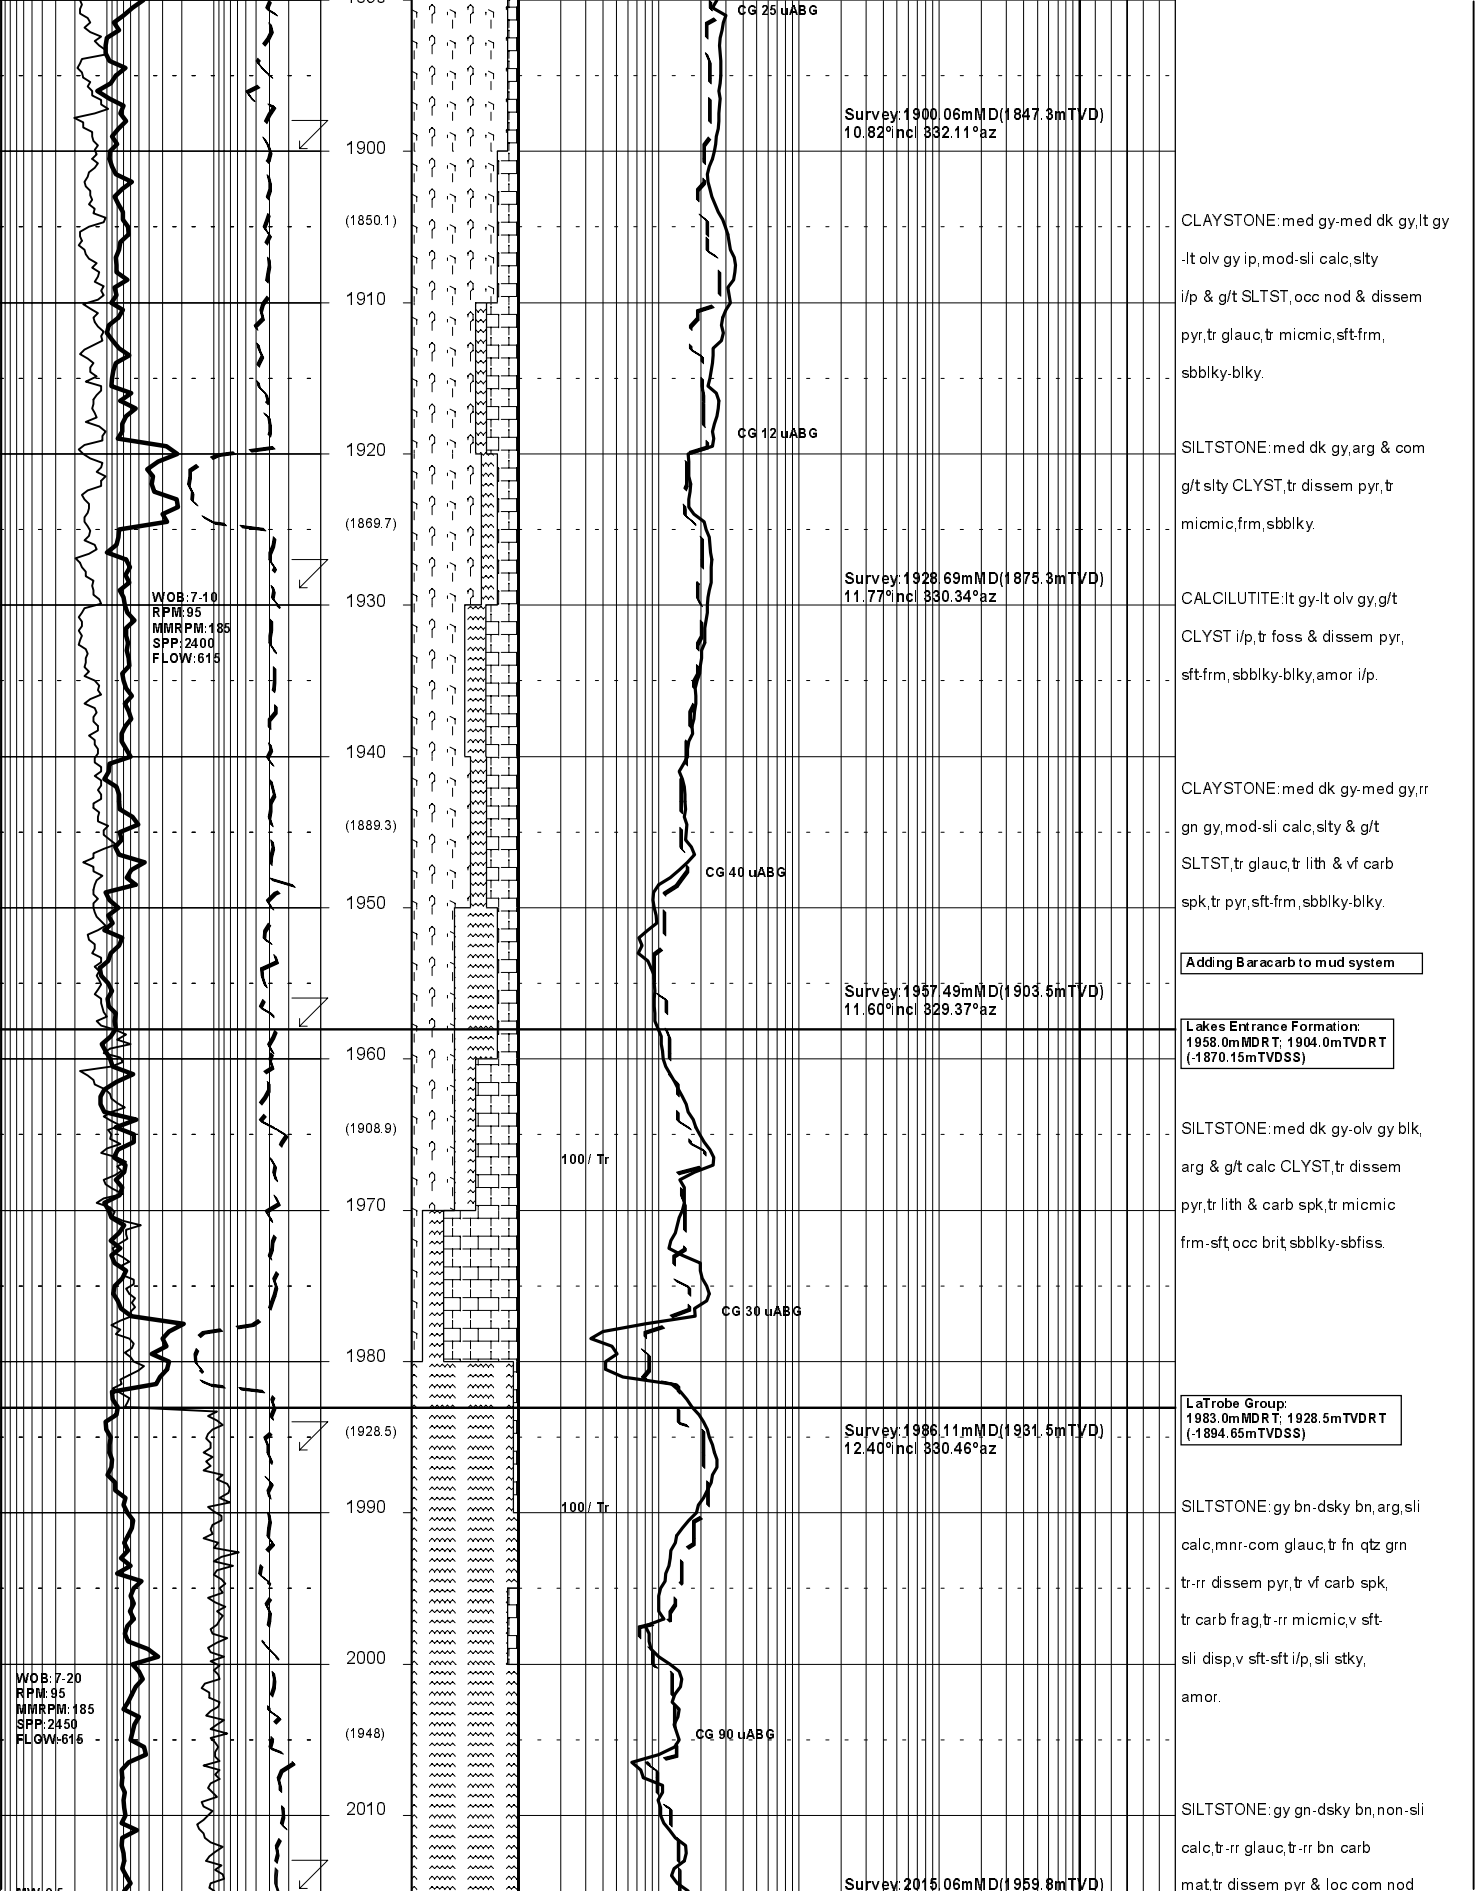 CG 25 uABG
Survey:1900.06mMD(1847.3mTVD)
10.82°incl 332.11°az
1900
(1850.1)
CLAYSTONE:med gy-med dk gy,lt gy
-lt olv gy ip,mod-sli calc,slty
i/p & g/t SLTST,occ nod & dissem
pyr,tr glauc,tr micmic,sft-frm,
sbblky-blky.
1910
CG 12 uABG
1920
SILTSTONE:med dk gy,arg & com
g/t slty CLYST,tr dissem pyr,tr
micmic,frm,sbblky.
(1869.7)
Survey:1928.69mMD(1875.3mTVD)
11.77°incl 330.34°az
WOB:7-10
RPM:95
MMRPM:185
SPP:2400
FLOW:615
1930
CALCILUTITE:lt gy-lt olv gy,g/t
CLYST i/p,tr foss & dissem pyr,
sft-frm,sbblky-blky,amor i/p.
1940
CLAYSTONE:med dk gy-med gy,rr
gn gy,mod-sli calc,slty & g/t
SLTST,tr glauc,tr lith & vf carb
spk,tr pyr,sft-frm,sbblky-blky.
(1889.3)
CG 40 uABG
1950
Adding Baracarb to mud system
Survey:1957.49mMD(1903.5mTVD)
11.60°incl 329.37°az
Lakes Entrance Formation:
1958.0mMDRT; 1904.0mTVDRT
(-1870.15mTVDSS)
1960
(1908.9)
SILTSTONE:med dk gy-olv gy blk,
arg & g/t calc CLYST,tr dissem
pyr,tr lith & carb spk,tr micmic
frm-sft,occ brit,sbblky-sbfiss.
100 / Tr
1970
CG 30 uABG
1980
LaTrobe Group:
1983.0mMDRT; 1928.5mTVDRT
(-1894.65mTVDSS)
(1928.5)
Survey:1986.11mMD(1931.5mTVD)
12.40°incl 330.46°az
1990
100 / Tr
SILTSTONE:gy bn-dsky bn,arg,sli
calc,mnr-com glauc,tr fn qtz grn
tr-rr dissem pyr,tr vf carb spk,
tr carb frag,tr-rr micmic,v sft-
sli disp,v sft-sft i/p,sli stky,
amor.
2000
WOB:7-20
RPM:95
MMRPM:185
SPP:2450
FLOW:615
(1948)
CG 90 uABG
2010
SILTSTONE:gy gn-dsky bn,non-sli
calc,tr-rr glauc,tr-rr bn carb
mat,tr dissem pyr & loc com nod
Survey:2015.06mMD(1959.8mTVD)